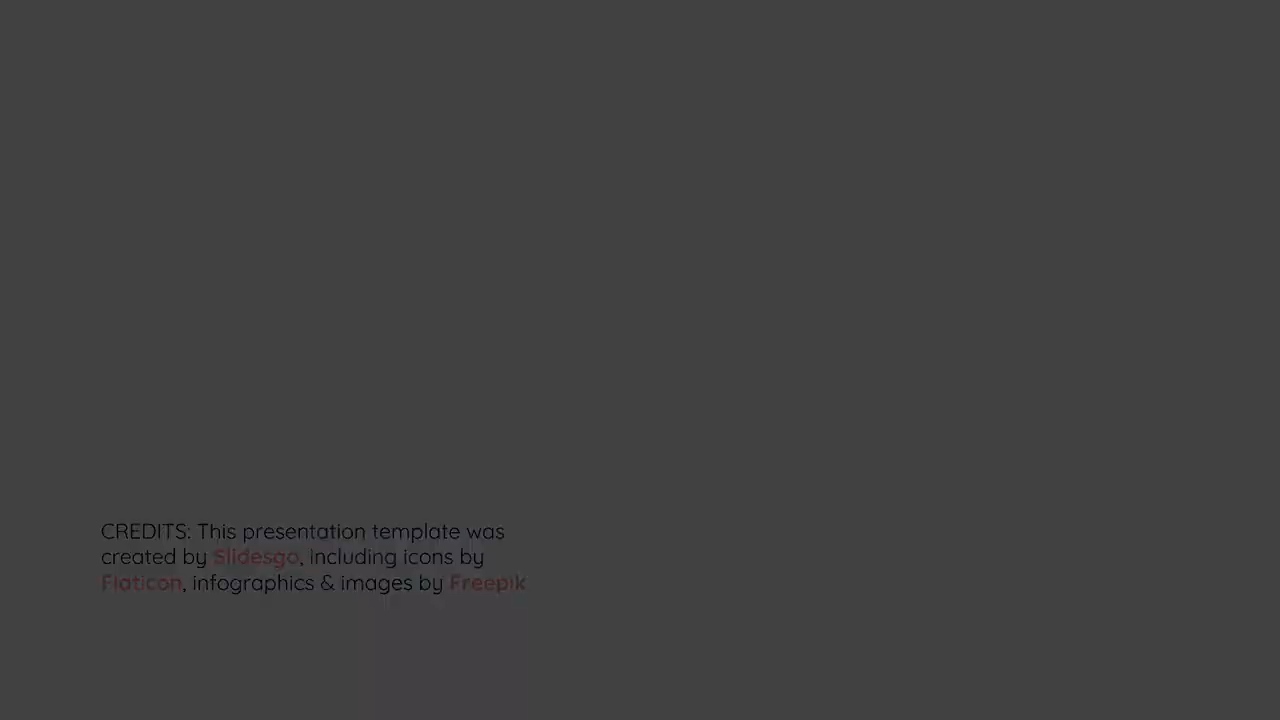 CREDITS: This presentation template was
created by Slidesgo, including icons by
Flaticon, infographics & images by Freepik